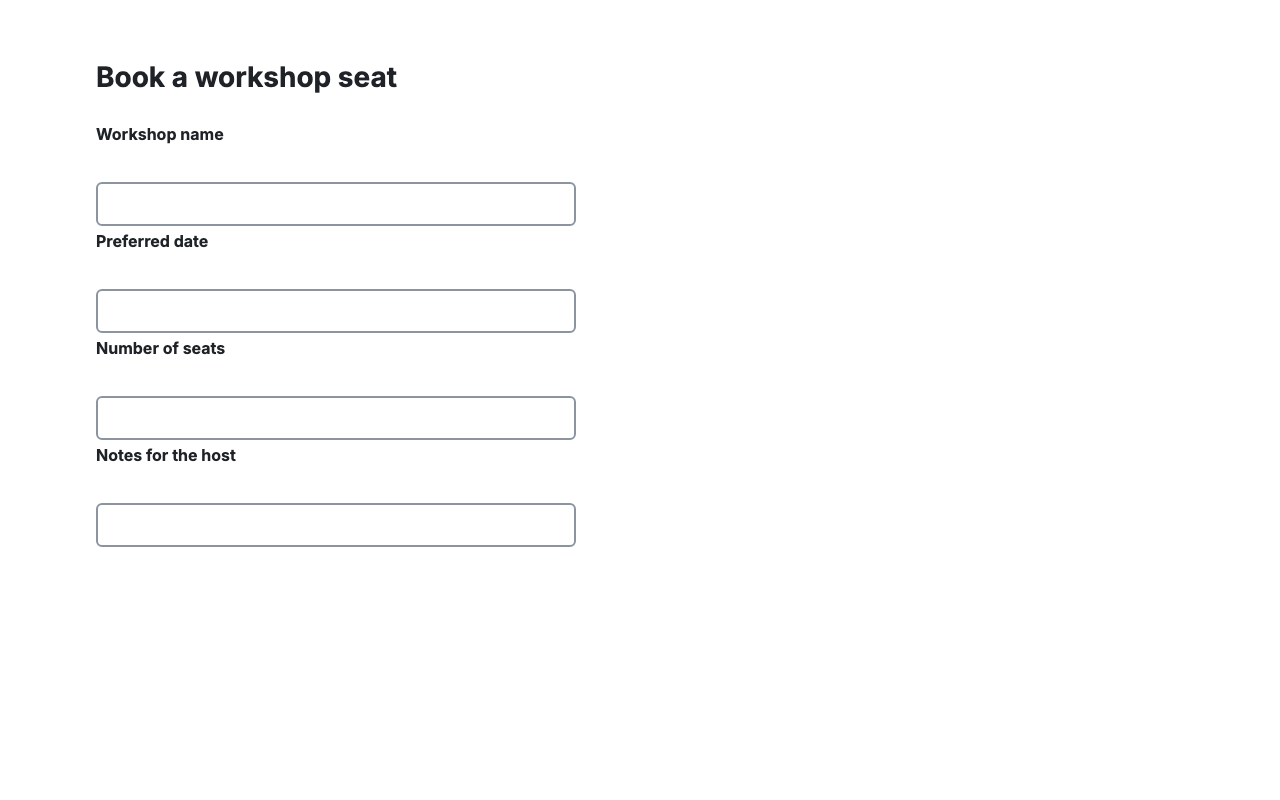 Book a workshop seat
Workshop name
Preferred date
Number of seats
Notes for the host